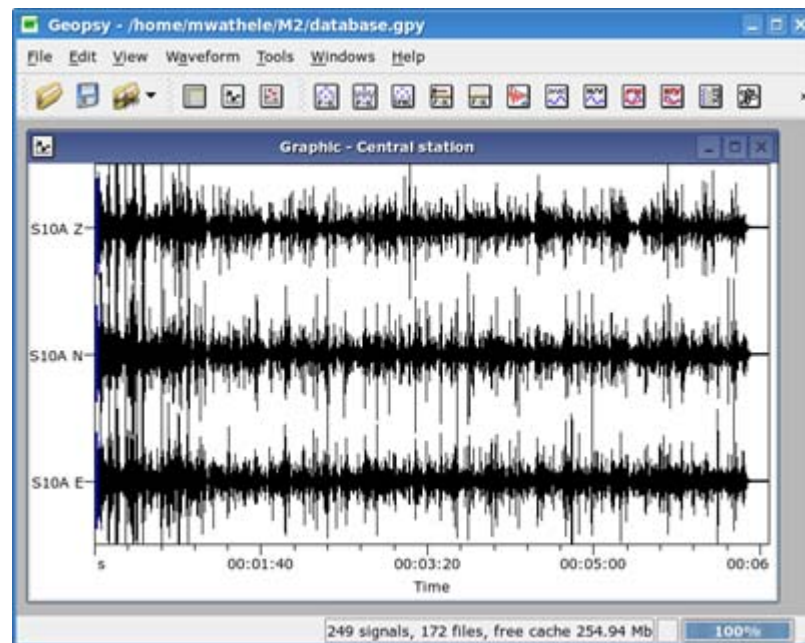 Geopsy - /home/mwathele/M2/database.gpy
File Edit View Waveform Tools Windows Help
Graphic - Central station
S10A Z
S10A N
S10A E
s 00:01:40 00:03:20 00:05:00 00:06
Time
249 signals, 172 files, free cache 254.94 Mb 100%